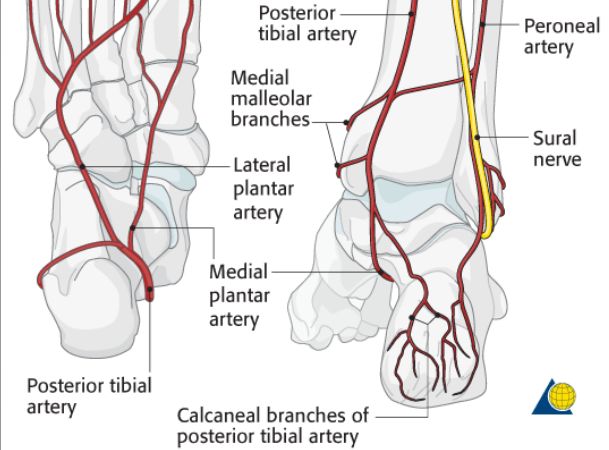 Posterior
tibial artery
Peroneal
artery
Medial
malleolar
branches
Sural
nerve
Lateral
plantar
artery
Medial
plantar
artery
Posterior tibial
artery
Calcaneal branches of
posterior tibial artery